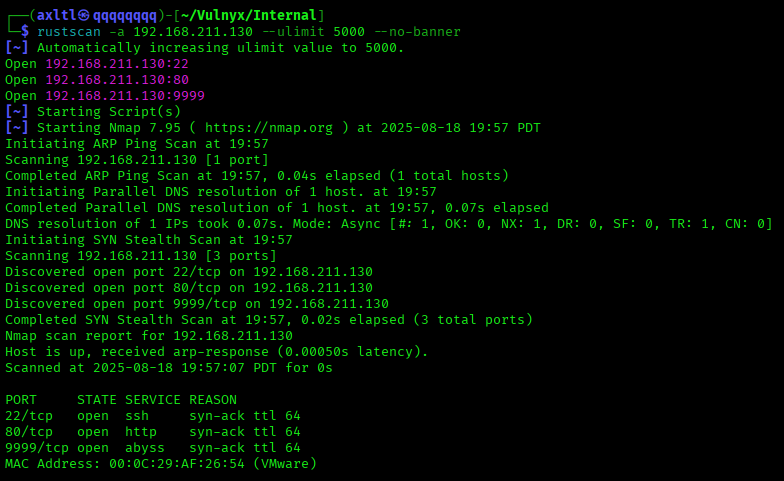 ┌──(axltl㉿qqqqqqqq)-[~/Vulnyx/Internal]
└─$ rustscan -a 192.168.211.130 --ulimit 5000 --no-banner
[~] Automatically increasing ulimit value to 5000.
Open 192.168.211.130:22
Open 192.168.211.130:80
Open 192.168.211.130:9999
[~] Starting Script(s)
[~] Starting Nmap 7.95 ( https://nmap.org ) at 2025-08-18 19:57 PDT
Initiating ARP Ping Scan at 19:57
Scanning 192.168.211.130 [1 port]
Completed ARP Ping Scan at 19:57, 0.04s elapsed (1 total hosts)
Initiating Parallel DNS resolution of 1 host. at 19:57
Completed Parallel DNS resolution of 1 host. at 19:57, 0.07s elapsed
DNS resolution of 1 IPs took 0.07s. Mode: Async [#: 1, OK: 0, NX: 1, DR: 0, SF: 0, TR: 1, CN: 0]
Initiating SYN Stealth Scan at 19:57
Scanning 192.168.211.130 [3 ports]
Discovered open port 22/tcp on 192.168.211.130
Discovered open port 80/tcp on 192.168.211.130
Discovered open port 9999/tcp on 192.168.211.130
Completed SYN Stealth Scan at 19:57, 0.02s elapsed (3 total ports)
Nmap scan report for 192.168.211.130
Host is up, received arp-response (0.00050s latency).
Scanned at 2025-08-18 19:57:07 PDT for 0s
PORT     STATE SERVICE REASON
22/tcp   open  ssh     syn-ack ttl 64
80/tcp   open  http    syn-ack ttl 64
9999/tcp open  abyss   syn-ack ttl 64
MAC Address: 00:0C:29:AF:26:54 (VMware)